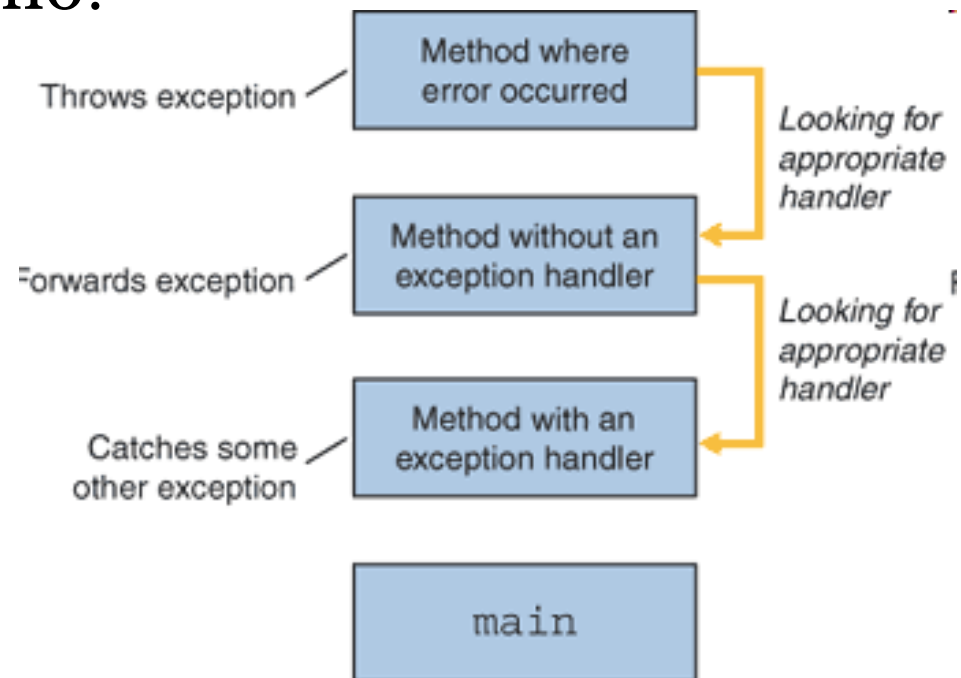 Throws exception
Method where
error occurred
Looking for
appropriate
handler
Forwards exception
Method without an
exception handler
Looking for
appropriate
handler
Catches some
other exception
Method with an
exception handler
main